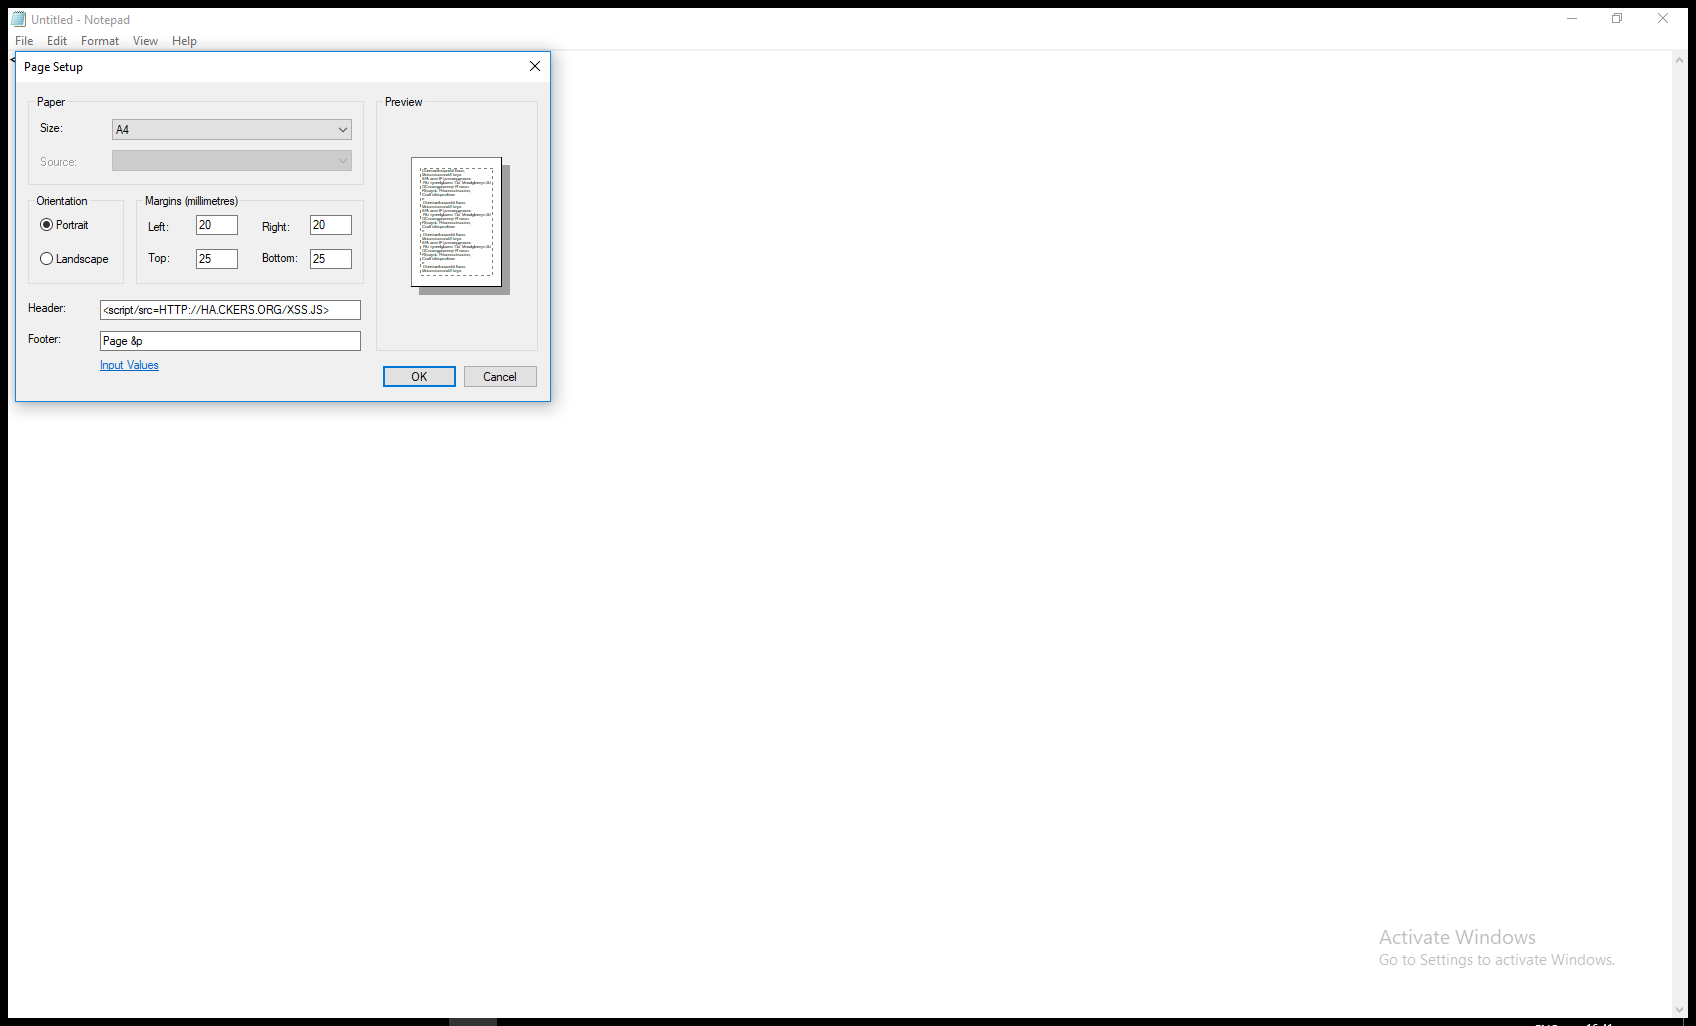 Untitled - Notepad
File Edit Format View Help
Page Setup
Paper
Size: A4
Source:
Orientation
Portrait
Landscape
Margins (millimetres)
Left: 20 Right: 20
Top: 25 Bottom: 25
Header: <script/src=HTTP://HA.CKERS.ORG/XSS.JS>
Footer: Page &p
Input Values
Preview
OK Cancel
Activate Windows
Go to Settings to activate Windows.